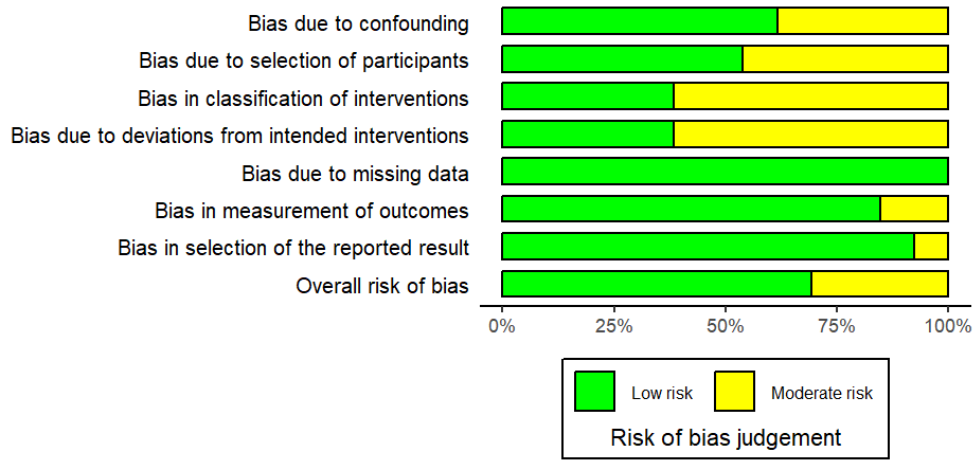 Bias due to confounding
Bias due to selection of participants
Bias in classification of interventions
Bias due to deviations from intended interventions
Bias due to missing data
Bias in measurement of outcomes
Bias in selection of the reported result
Overall risk of bias
0% 25% 50% 75% 100%
Low risk Moderate risk
Risk of bias judgement